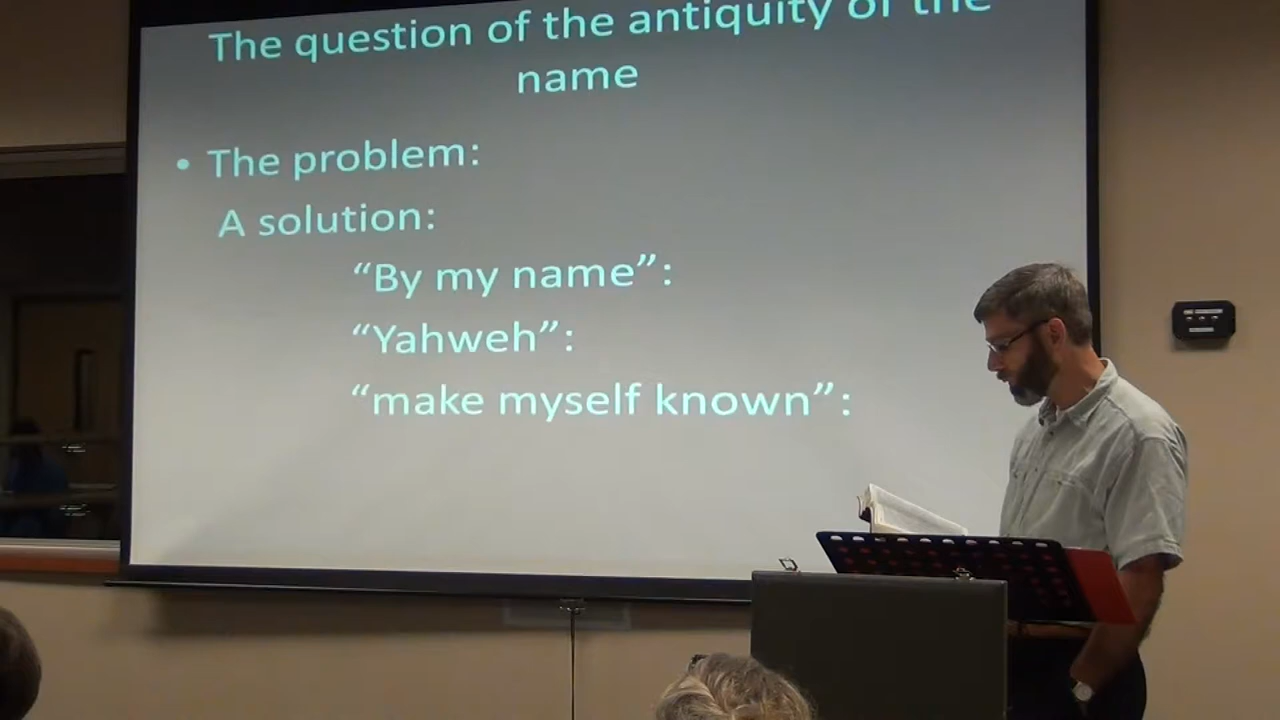 The question of the antiquity of the
name
• The problem:
A solution:
“By my name”:
“Yahweh”:
“make myself known”: